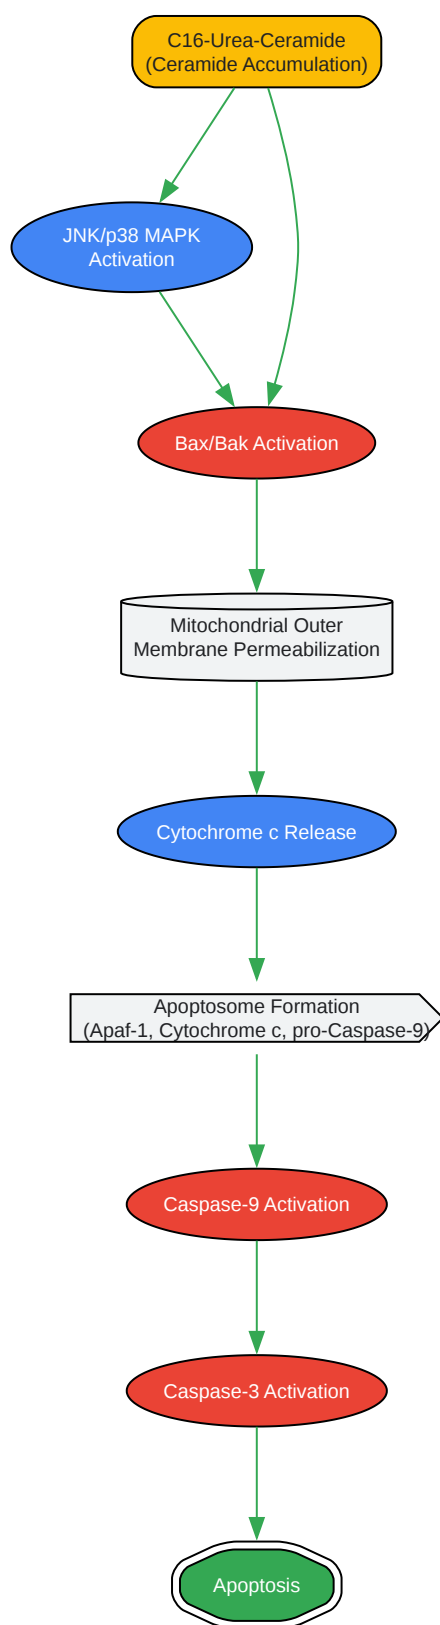 C16-Urea-Ceramide
(Ceramide Accumulation)
JNK/p38 MAPK
Activation
Bax/Bak Activation
Mitochondrial Outer
Membrane Permeabilization
Cytochrome c Release
Apoptosome Formation
(Apaf-1, Cytochrome c, pro-Caspase-9)
Caspase-9 Activation
Caspase-3 Activation
Apoptosis